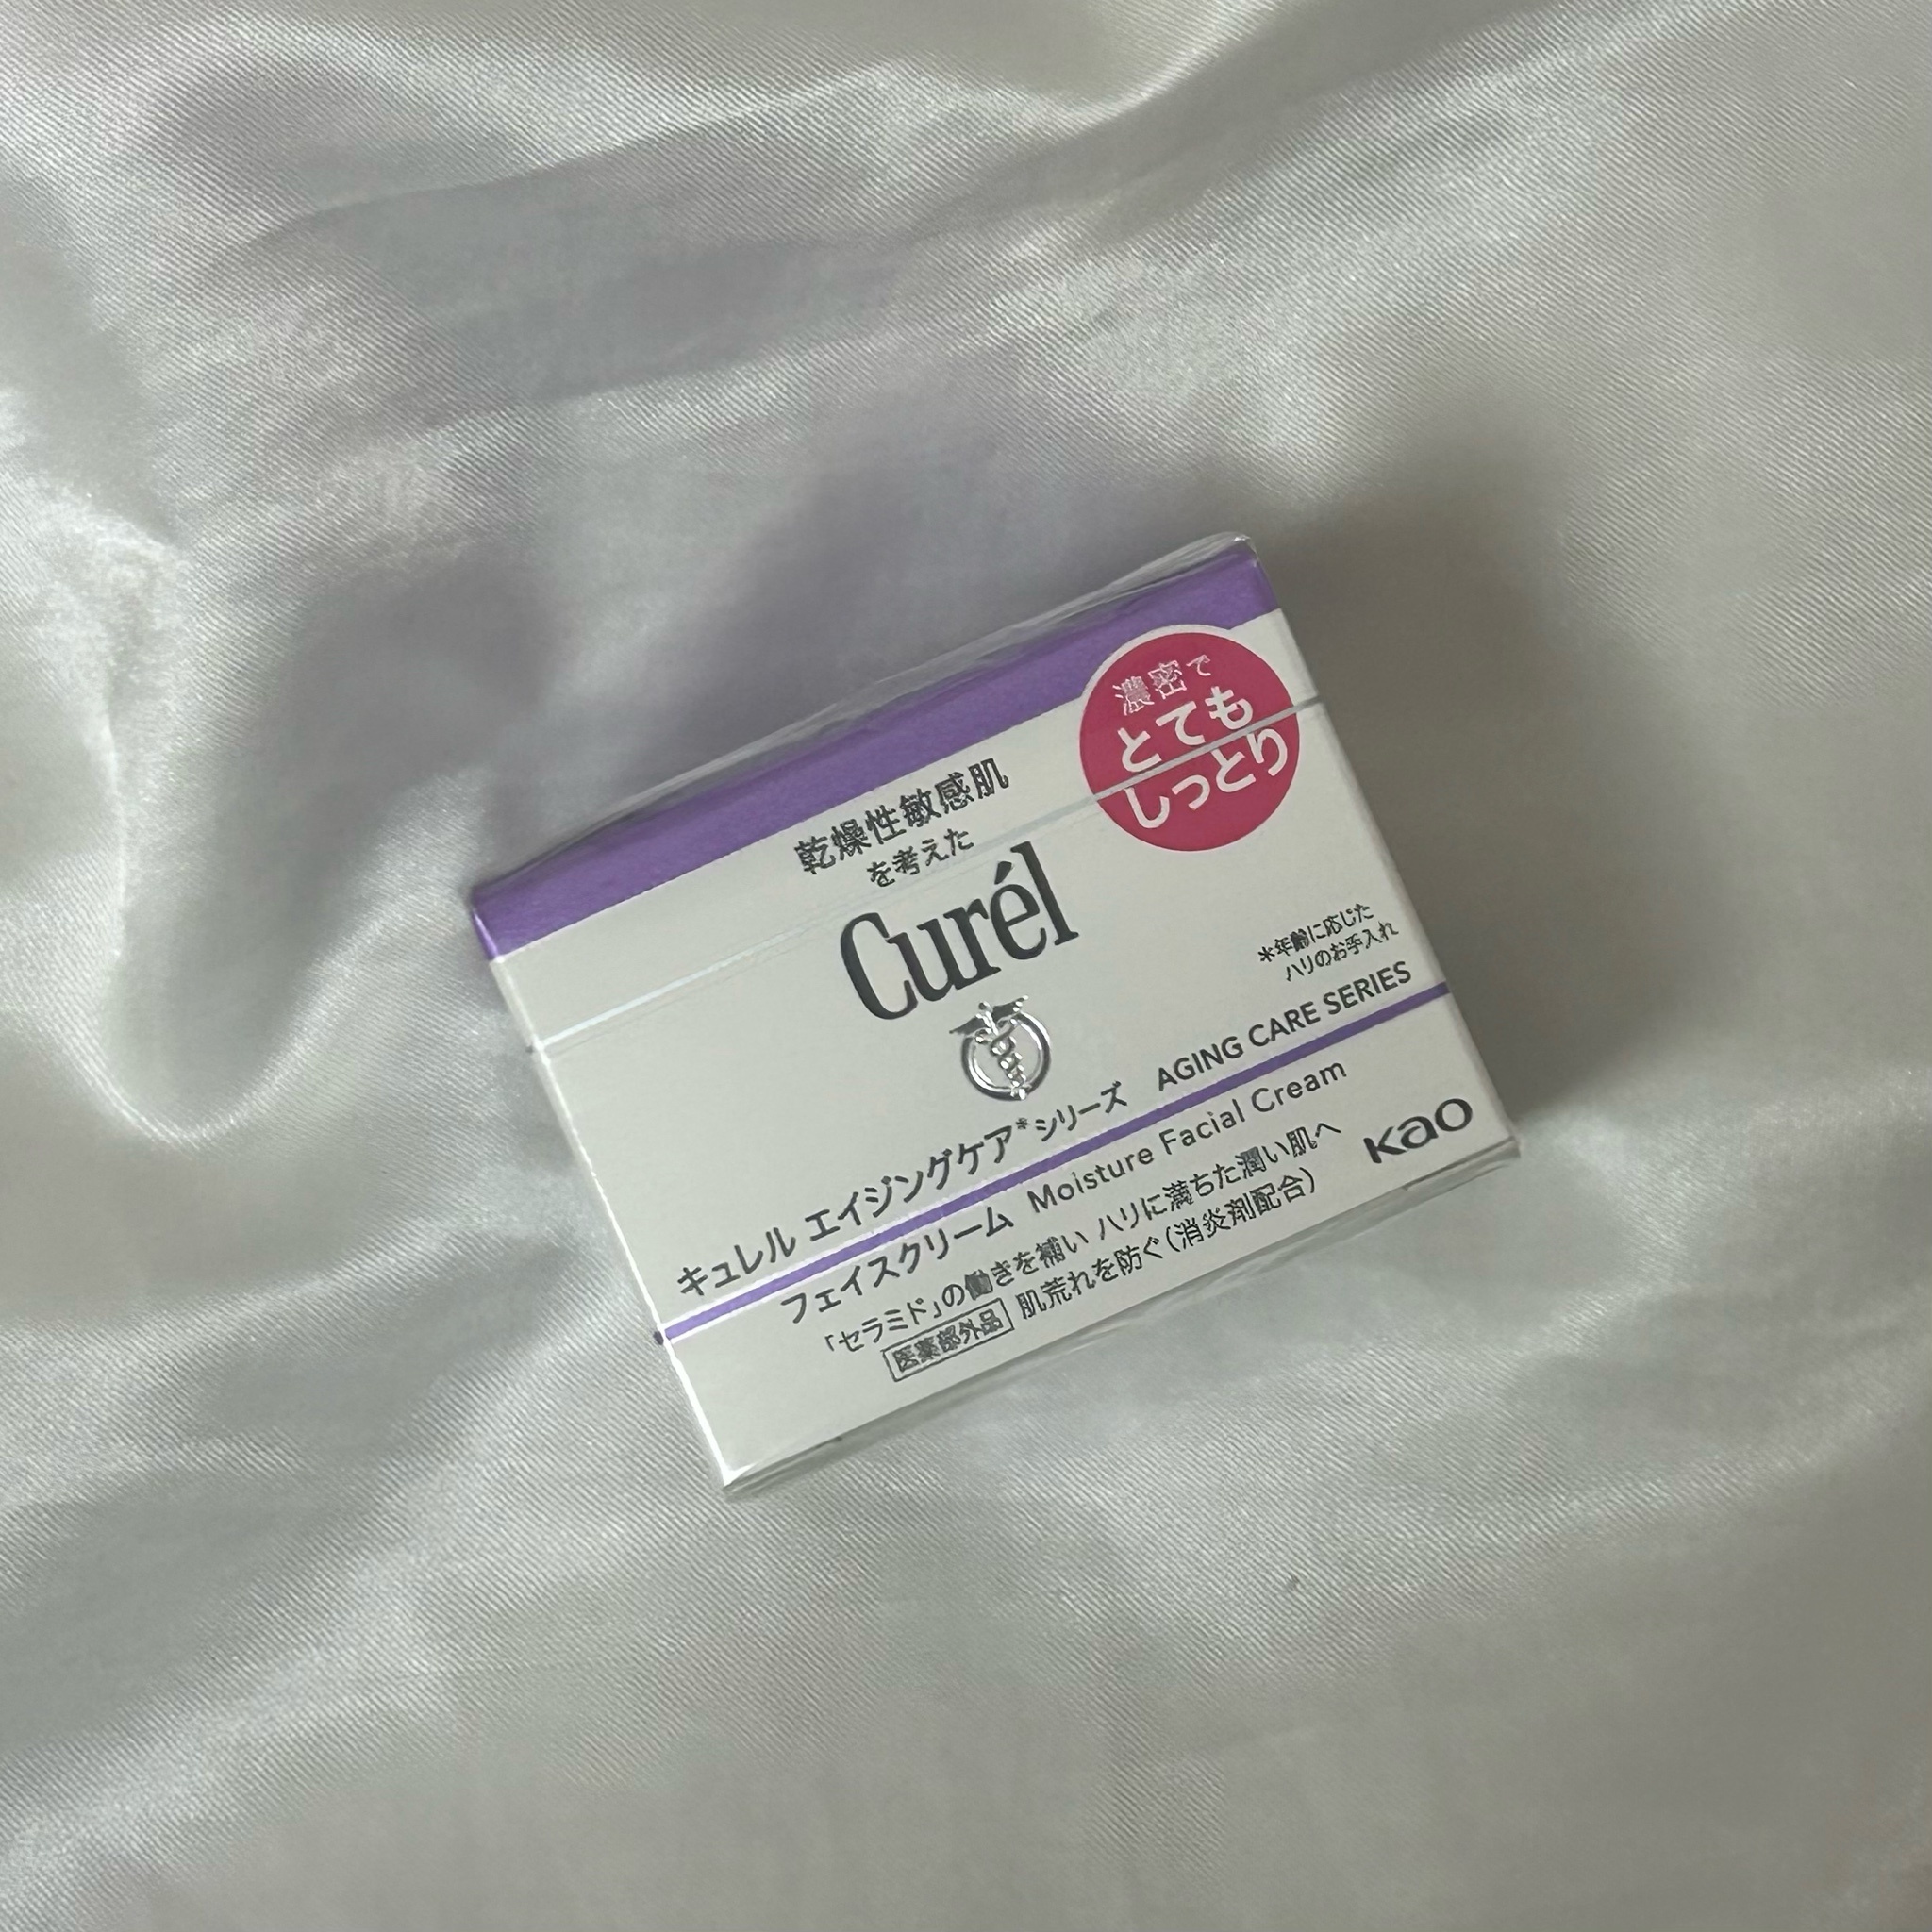 濃密で
とても
しっとり
乾燥性敏感肌
を考えた
Curél
*年齢に応じた
ハリのお手入れ
キュレル エイジングケア*シリーズ AGING CARE SERIES
フェイスクリーム Moisture Facial Cream
「セラミド」の働きを補い ハリに満ちた潤い肌へ
医薬部外品 肌荒れを防ぐ（消炎剤配合）
Kao